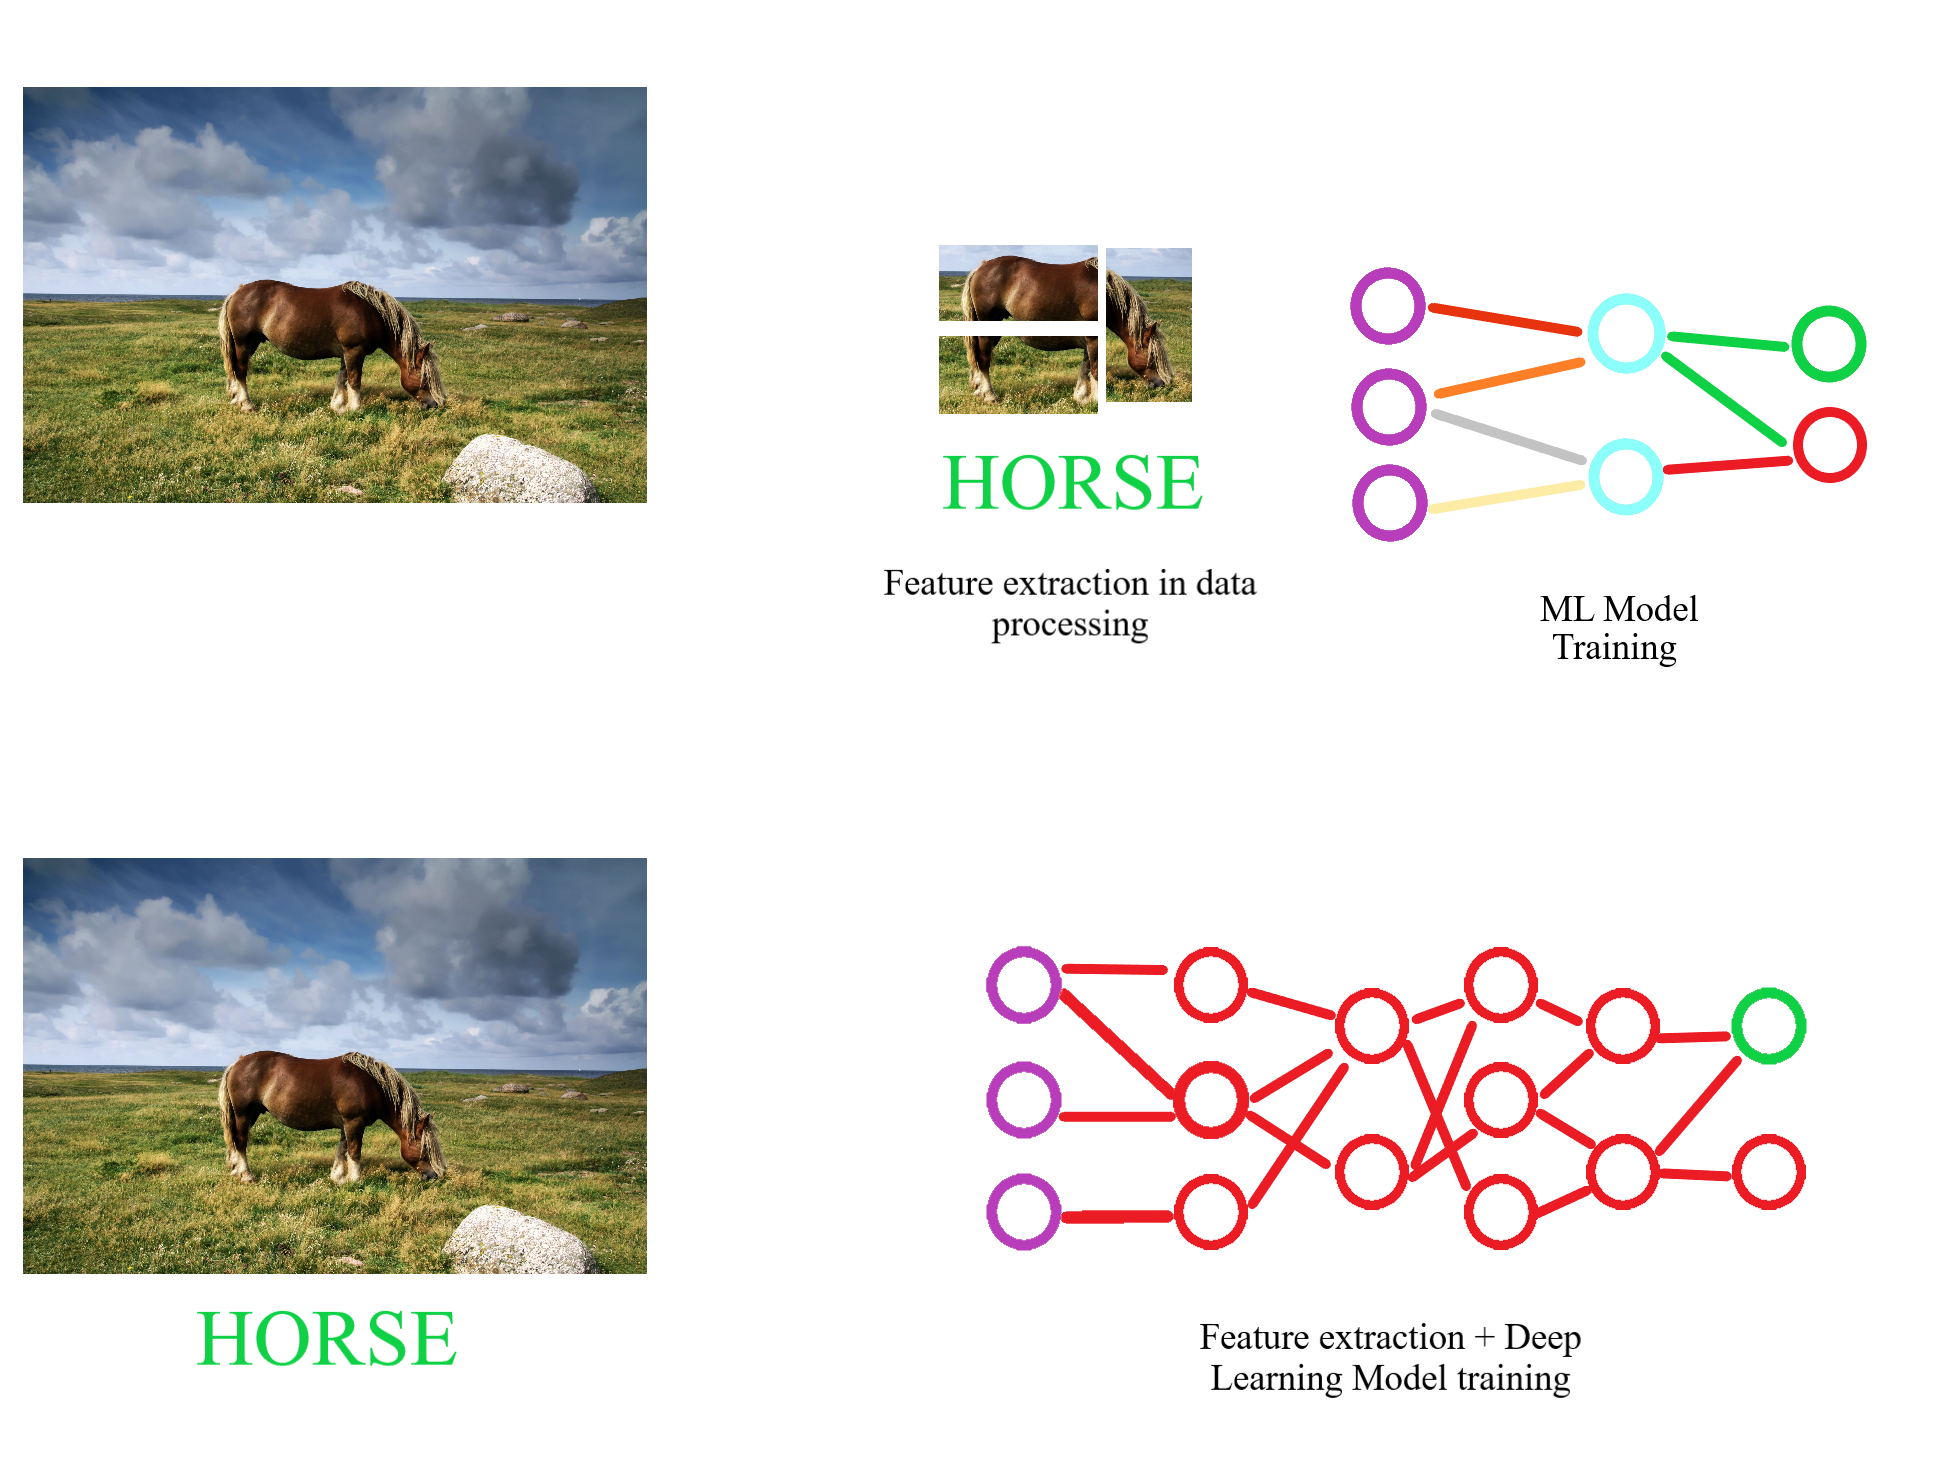 HORSE
Feature extraction in data
processing
ML Model
Training
HORSE
Feature extraction + Deep
Learning Model training